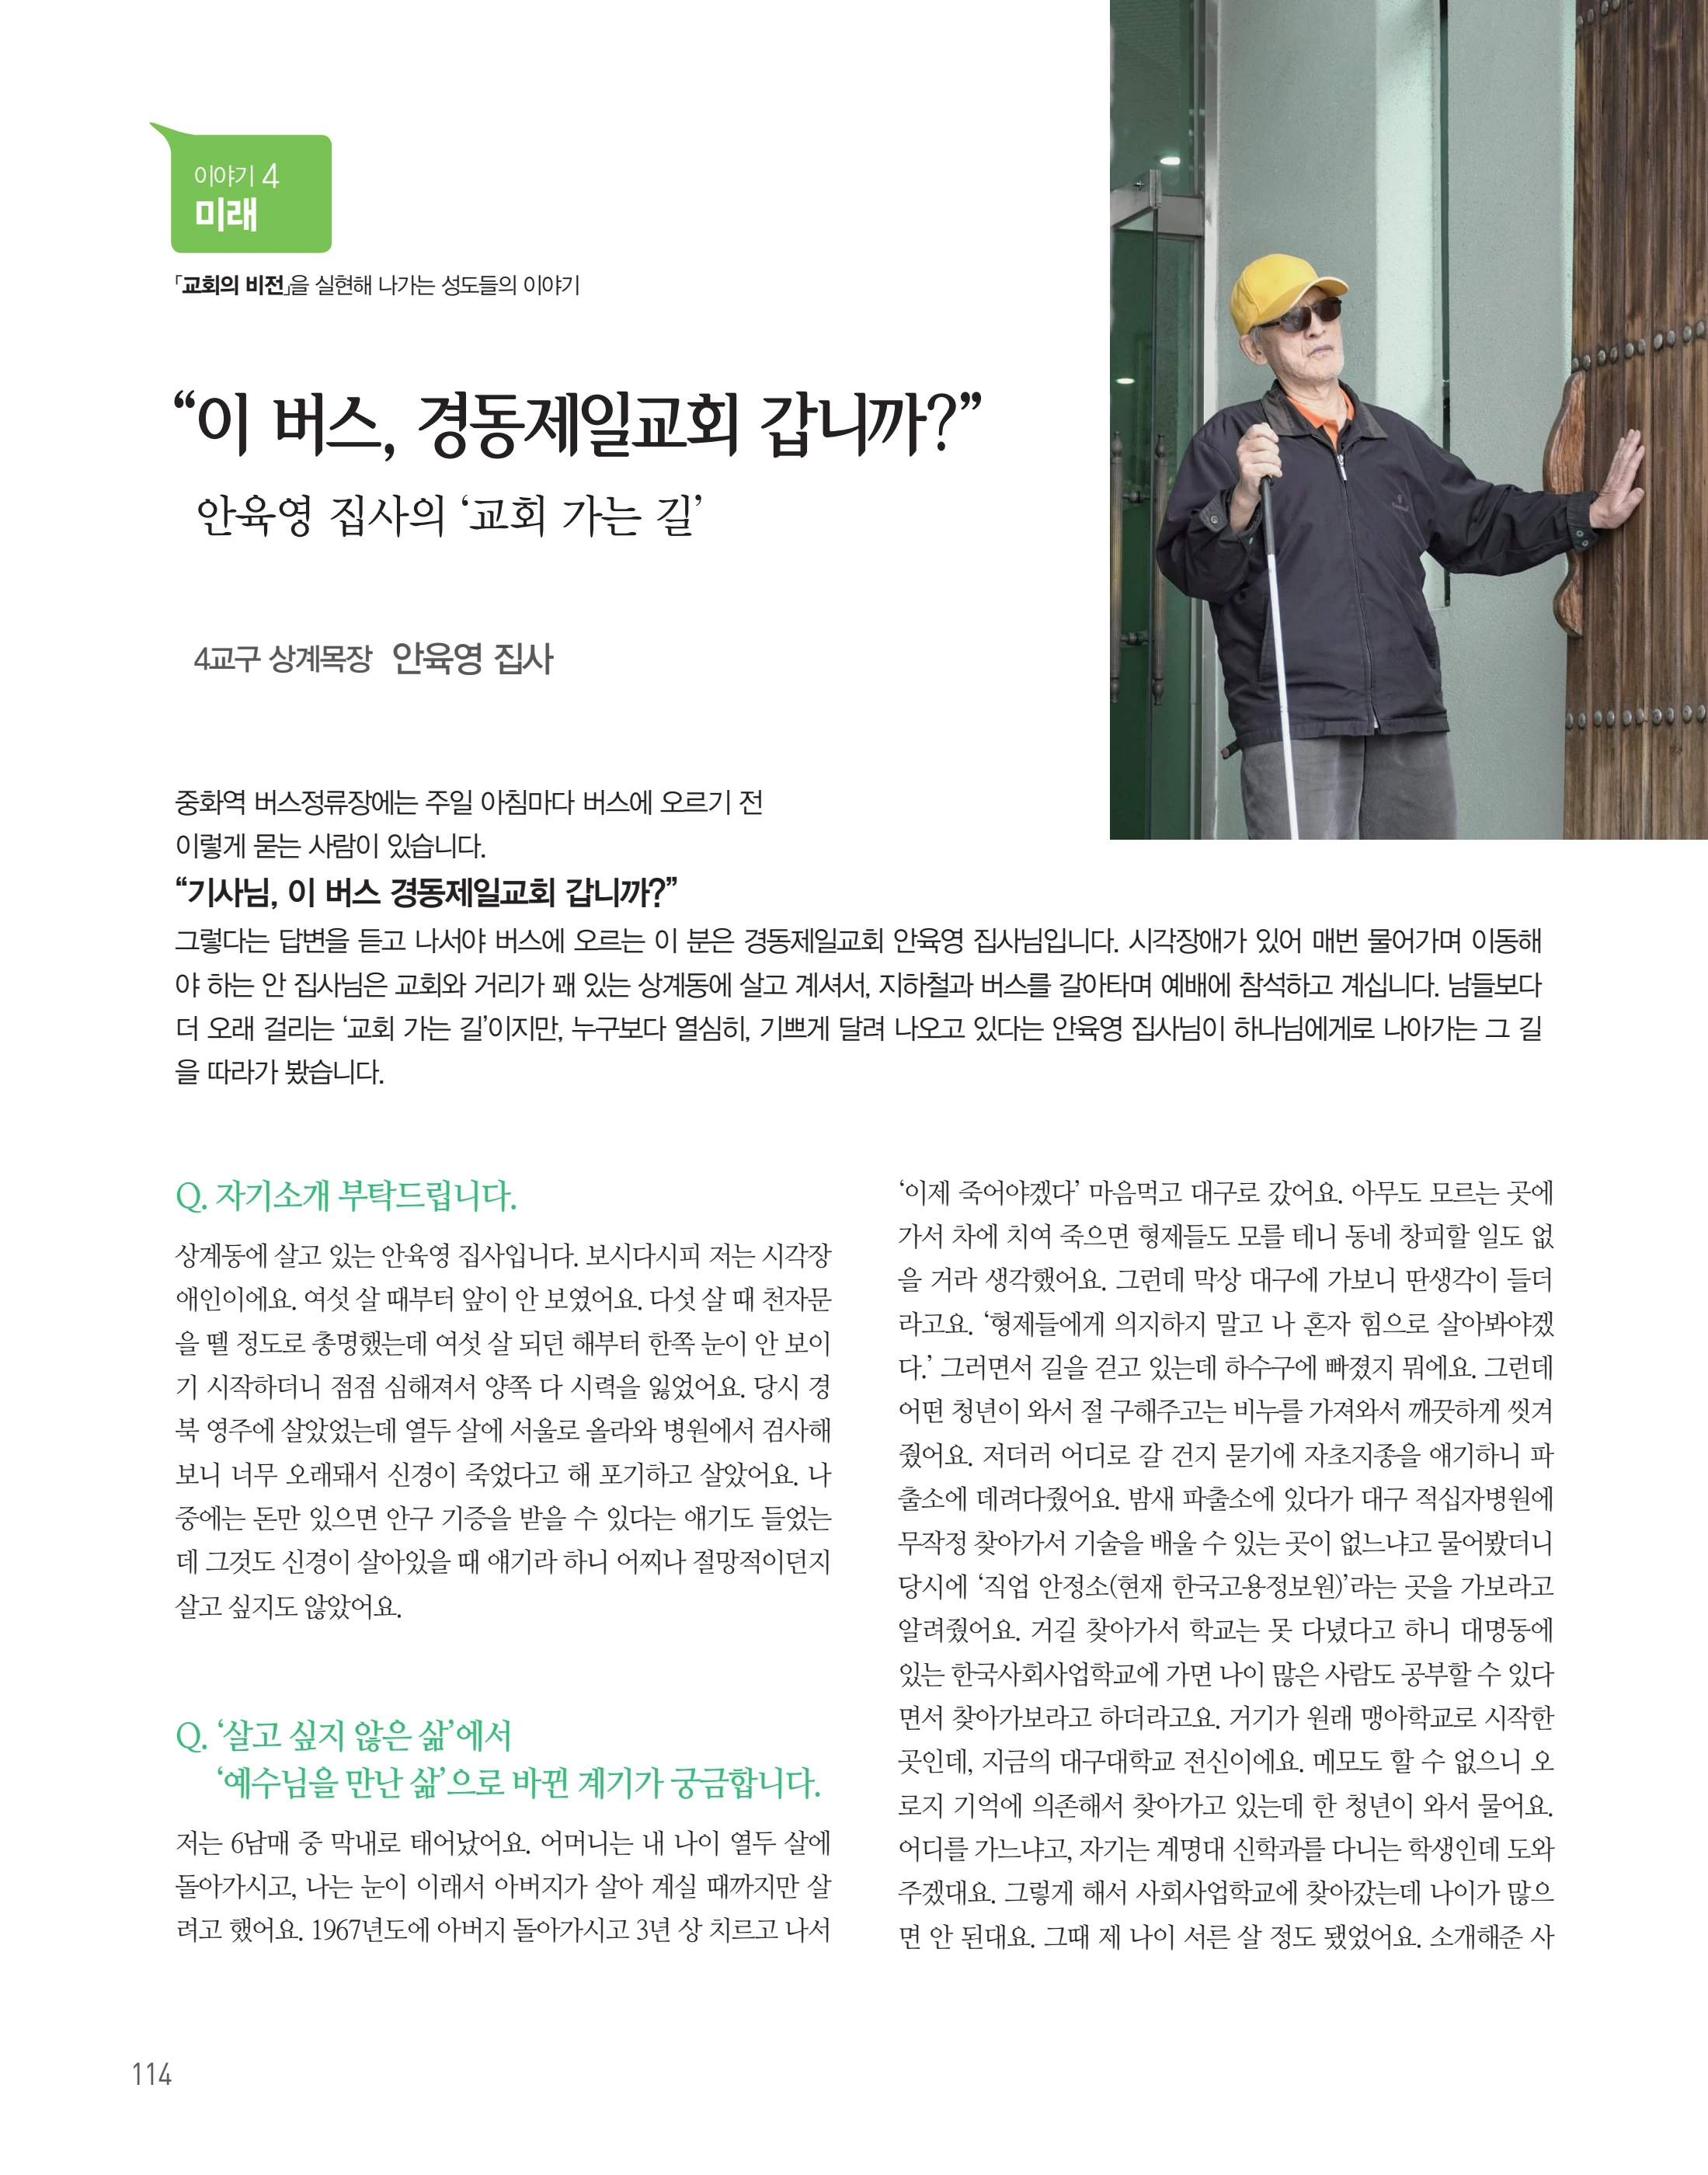 이야기 4
미래
「교회의 비전」을 실현해 나가는 성도들의 이야기
“이 버스, 경동제일교회 갑니까?”
안육영 집사의 ‘교회 가는 길’
4교구 상계목장 안육영 집사
중화역 버스정류장에는 주일 아침마다 버스에 오르기 전
이렇게 묻는 사람이 있습니다.
“기사님, 이 버스 경동제일교회 갑니까?”
그렇다는 답변을 듣고 나서야 버스에 오르는 이 분은 경동제일교회 안육영 집사님입니다. 시각장애가 있어 매번 물어가며 이동해
야 하는 안 집사님은 교회와 거리가 꽤 있는 상계동에 살고 계셔서, 지하철과 버스를 갈아타며 예배에 참석하고 계십니다. 남들보다
더 오래 걸리는 ‘교회 가는 길’이지만, 누구보다 열심히, 기쁘게 달려 나오고 있다는 안육영 집사님이 하나님에게로 나아가는 그 길
을 따라가 봤습니다.
Q. 자기소개 부탁드립니다.
상계동에 살고 있는 안육영 집사입니다. 보시다시피 저는 시각장
애인이에요. 여섯 살 때부터 앞이 안 보였어요. 다섯 살 때 천자문
을 뗄 정도로 총명했는데 여섯 살 되던 해부터 한쪽 눈이 안 보이
기 시작하더니 점점 심해져서 양쪽 다 시력을 잃었어요. 당시 경
북 영주에 살았었는데 열두 살에 서울로 올라와 병원에서 검사해
보니 너무 오래돼서 신경이 죽었다고 해 포기하고 살았어요. 나
중에는 돈만 있으면 안구 기증을 받을 수 있다는 얘기도 들었는
데 그것도 신경이 살아있을 때 얘기라 하니 어찌나 절망적이던지
살고 싶지도 않았어요.
Q. ‘살고 싶지 않은 삶’에서
‘예수님을 만난 삶’으로 바뀐 계기가 궁금합니다.
저는 6남매 중 막내로 태어났어요. 어머니는 내 나이 열두 살에
돌아가시고, 나는 눈이 이래서 아버지가 살아 계실 때까지만 살
려고 했어요. 1967년도에 아버지 돌아가시고 3년 상 치르고 나서
‘이제 죽어야겠다’ 마음먹고 대구로 갔어요. 아무도 모르는 곳에
가서 차에 치여 죽으면 형제들도 모를 테니 동네 창피할 일도 없
을 거라 생각했어요. 그런데 막상 대구에 가보니 딴생각이 들더
라고요. ‘형제들에게 의지하지 말고 나 혼자 힘으로 살아봐야겠
다.’ 그러면서 길을 걷고 있는데 하수구에 빠졌지 뭐에요. 그런데
어떤 청년이 와서 절 구해주고는 비누를 가져와서 깨끗하게 씻겨
줬어요. 저더러 어디로 갈 건지 묻기에 자초지종을 얘기하니 파
출소에 데려다줬어요. 밤새 파출소에 있다가 대구 적십자병원에
무작정 찾아가서 기술을 배울 수 있는 곳이 없느냐고 물어봤더니
당시에 ‘직업 안정소(현재 한국고용정보원)’라는 곳을 가보라고
알려줬어요. 거길 찾아가서 학교는 못 다녔다고 하니 대명동에
있는 한국사회사업학교에 가면 나이 많은 사람도 공부할 수 있다
면서 찾아가보라고 하더라고요. 거기가 원래 맹아학교로 시작한
곳인데, 지금의 대구대학교 전신이에요. 메모도 할 수 없으니 오
로지 기억에 의존해서 찾아가고 있는데 한 청년이 와서 물어요.
어디를 가느냐고, 자기는 계명대 신학과를 다니는 학생인데 도와
주겠대요. 그렇게 해서 사회사업학교에 찾아갔는데 나이가 많으
면 안 된대요. 그때 제 나이 서른 살 정도 됐었어요. 소개해준 사
114